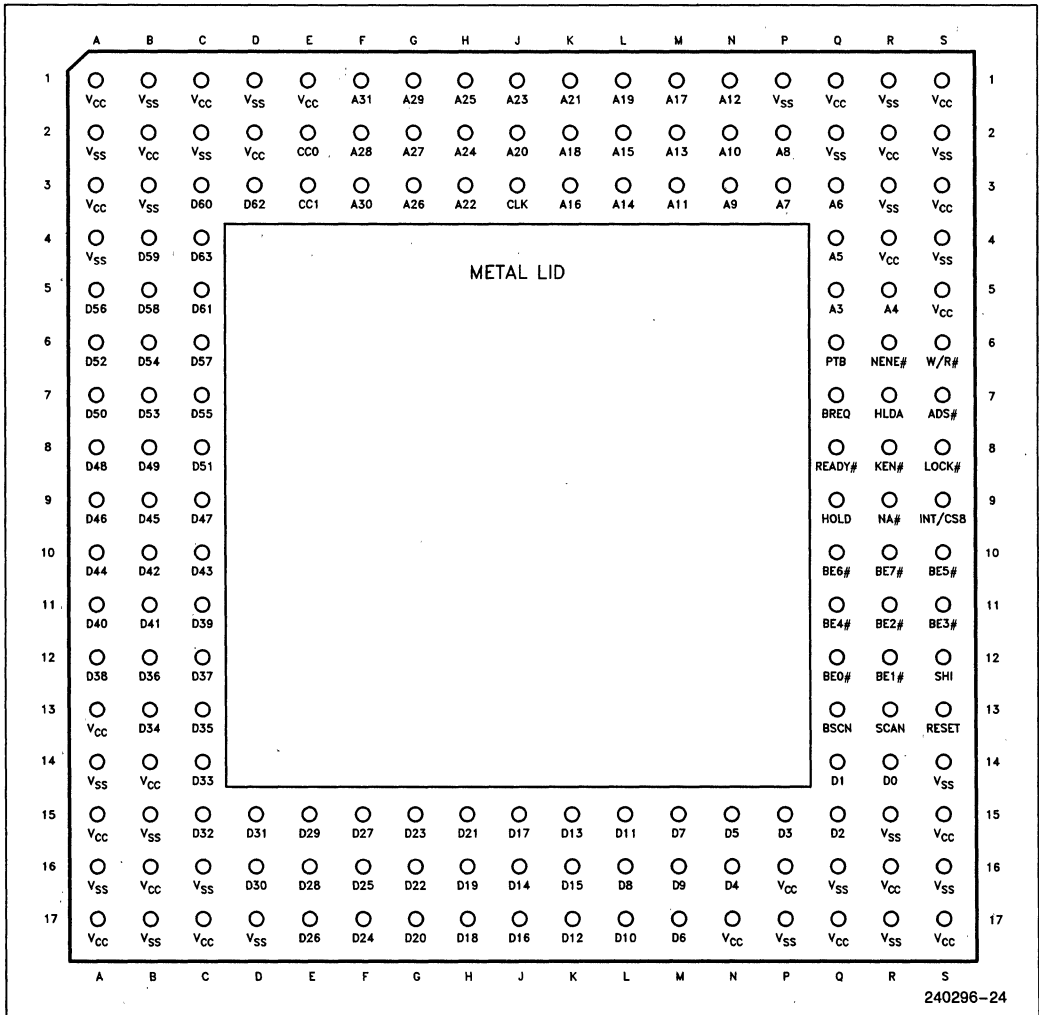 A B C D E F G H J K L M N P Q R S
1 1
VCC VSS VCC VSS VCC A31 A29 A25 A23 A21 A19 A17 A12 VSS VCC VSS VCC
2 2
VSS VCC VSS VCC CC0 A28 A27 A24 A20 A18 A15 A13 A10 A8 VSS VCC VSS
3 3
VCC VSS D60 D62 CC1 A30 A26 A22 CLK A16 A14 A11 A9 A7 A6 VSS VCC
4 4
VSS D59 D63 A5 VCC VSS
METAL LID
5 5
D56 D58 D61 A3 A4 VCC
6 6
D52 D54 D57 PTB NENE# W/R#
7 7
D50 D53 D55 BREQ HLDA ADS#
8 8
D48 D49 D51 READY# KEN# LOCK#
9 9
D46 D45 D47 HOLD NA# INT/CS8
10 10
D44 D42 D43 BE6# BE7# BE5#
11 11
D40 D41 D39 BE4# BE2# BE3#
12 12
D38 D36 D37 BE0# BE1# SHI
13 13
VCC D34 D35 BSCN SCAN RESET
14 14
VSS VCC D33 D1 D0 VSS
15 15
VCC VSS D32 D31 D29 D27 D23 D21 D17 D13 D11 D7 D5 D3 D2 VSS VCC
16 16
VSS VCC VSS D30 D28 D25 D22 D19 D14 D15 D8 D9 D4 VCC VSS VCC VSS
17 17
VCC VSS VCC VSS D26 D24 D20 D18 D16 D12 D10 D6 VCC VSS VCC VSS VCC
A B C D E F G H J K L M N P Q R S
240296-24